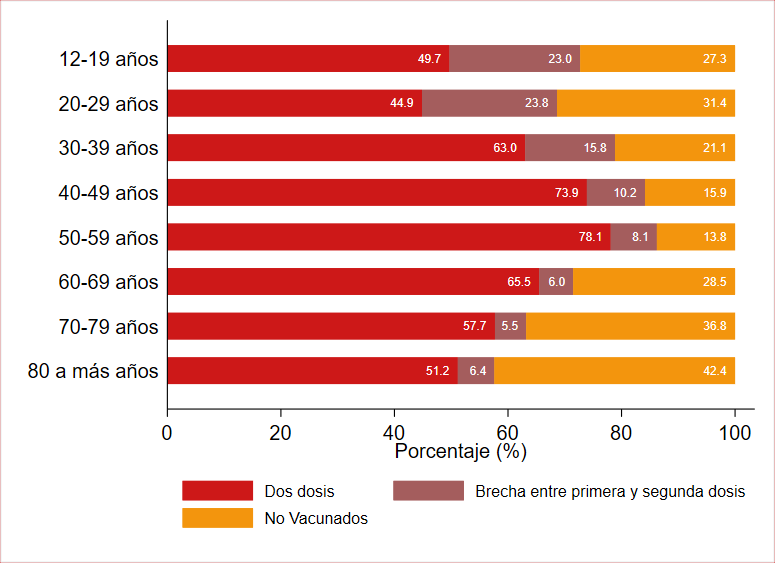 12-19 años 49.7 23.0 27.3
20-29 años 44.9 23.8 31.4
30-39 años 63.0 15.8 21.1
40-49 años 73.9 10.2 15.9
50-59 años 78.1 8.1 13.8
60-69 años 65.5 6.0 28.5
70-79 años 57.7 5.5 36.8
80 a más años 51.2 6.4 42.4
0 20 40 60 80 100
Porcentaje (%)
Dos dosis Brecha entre primera y segunda dosis
No Vacunados